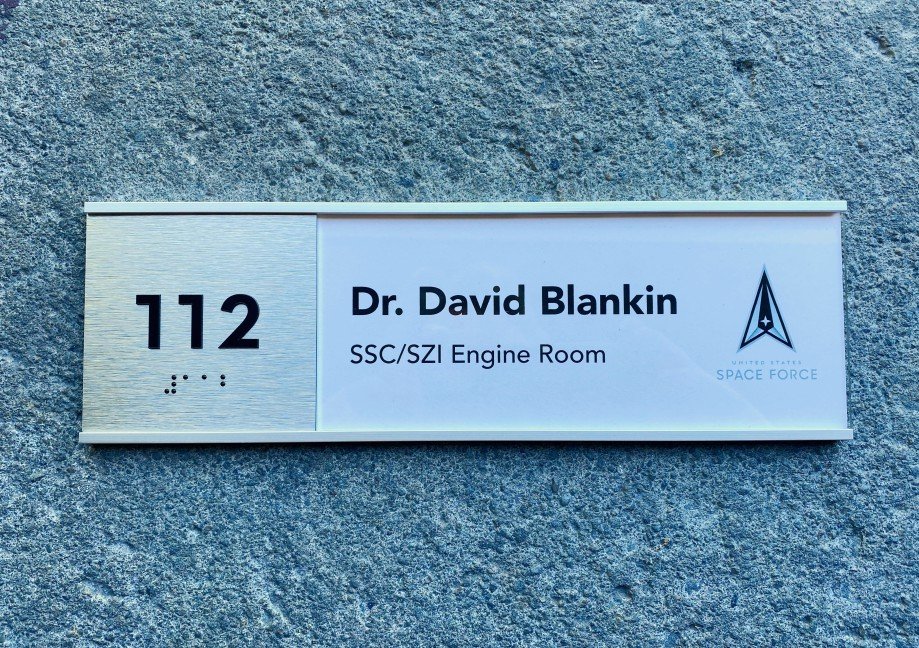 112
⠼⠁⠁⠃
Dr. David Blankin
SSC/SZI Engine Room
UNITED STATES
SPACE FORCE